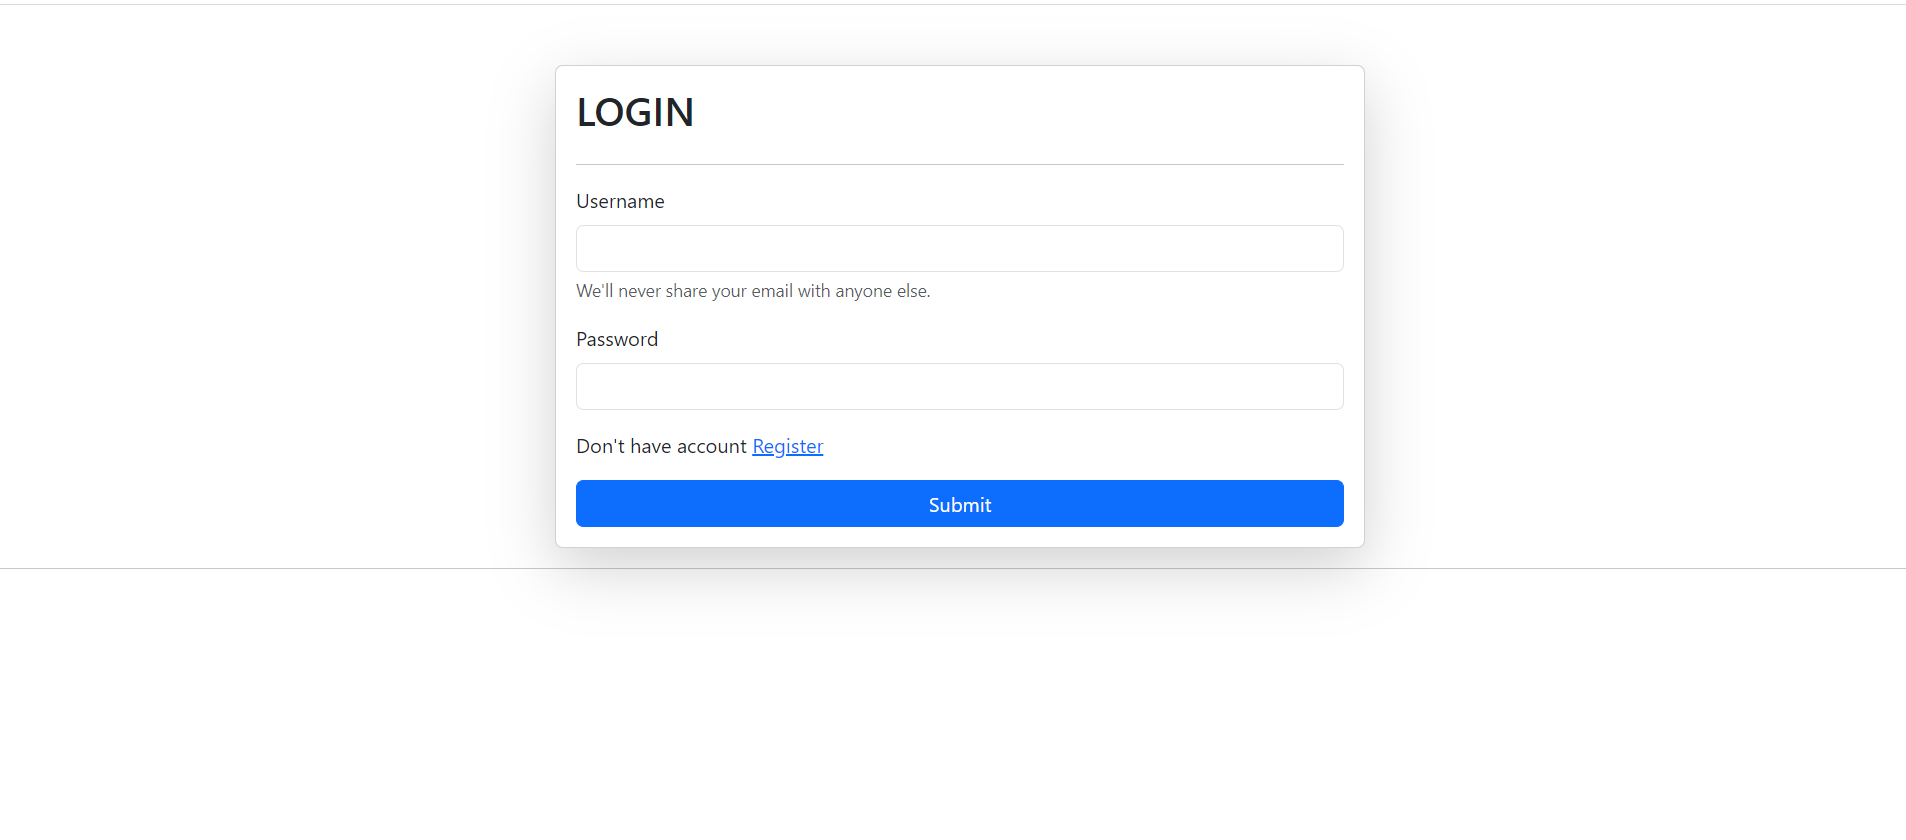 LOGIN
Username
We'll never share your email with anyone else.
Password
Don't have account Register
Submit